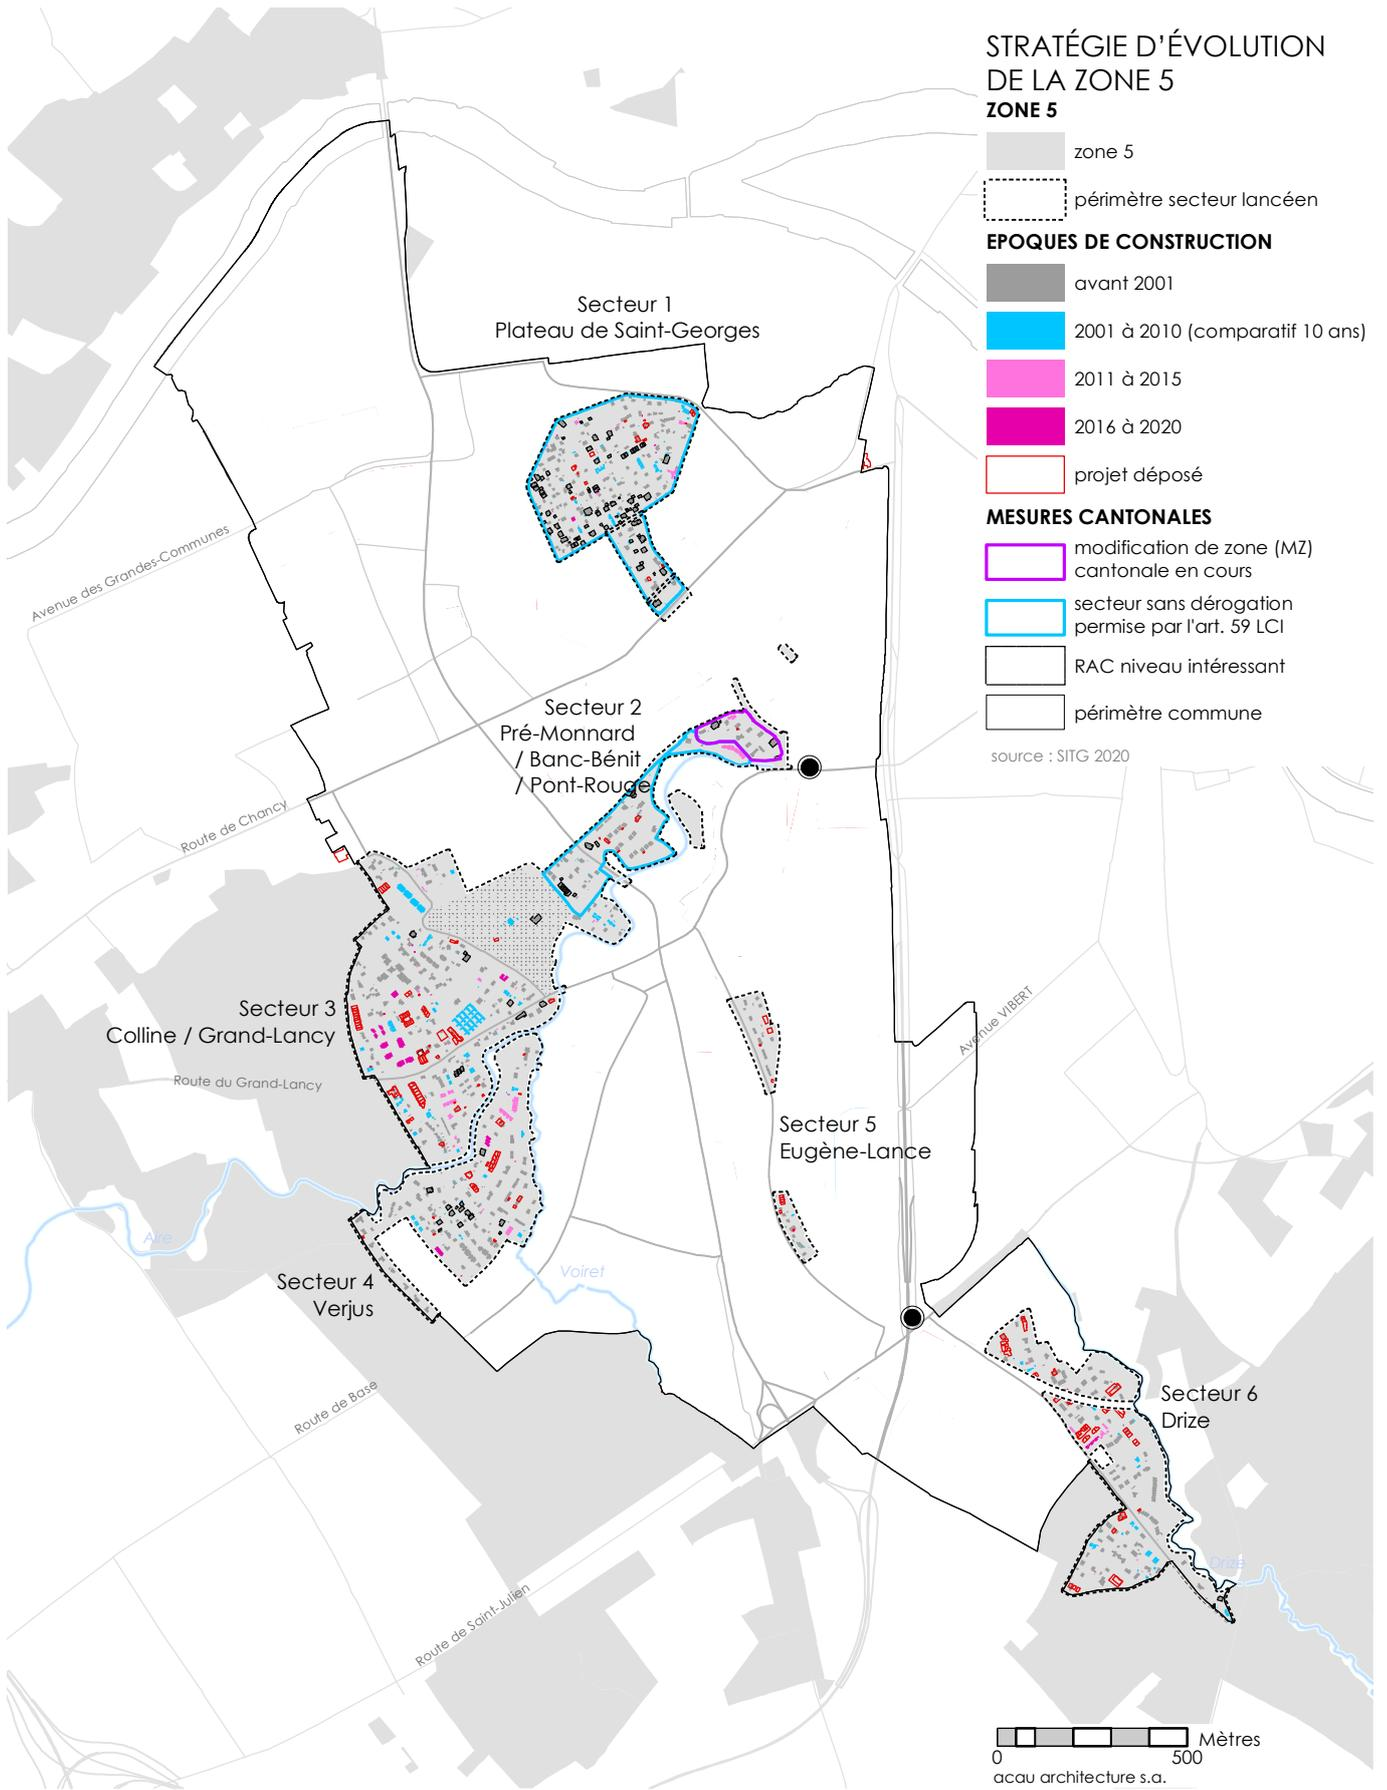 STRATÉGIE D'ÉVOLUTION
DE LA ZONE 5
ZONE 5
zone 5
périmètre secteur lancéen
EPOQUES DE CONSTRUCTION
avant 2001
2001 à 2010 (comparatif 10 ans)
2011 à 2015
2016 à 2020
projet déposé
MESURES CANTONALES
modification de zone (MZ)
cantonale en cours
secteur sans dérogation
permise par l'art. 59 LCI
RAC niveau intéressant
périmètre commune
source : SITG 2020
Secteur 1
Plateau de Saint-Georges
Avenue des Grandes-Communes
Secteur 2
Pré-Monnard
/ Banc-Bénit
/ Pont-Rouge
Route de Chancy
Secteur 3
Colline / Grand-Lancy
Route du Grand-Lancy
Avenue VIBERT
Secteur 5
Eugène-Lance
Aire
Voiret
Secteur 4
Verjus
Route de Base
Secteur 6
Drize
Drize
Route de Saint-Julien
Mètres
0
500
acau architecture s.a.